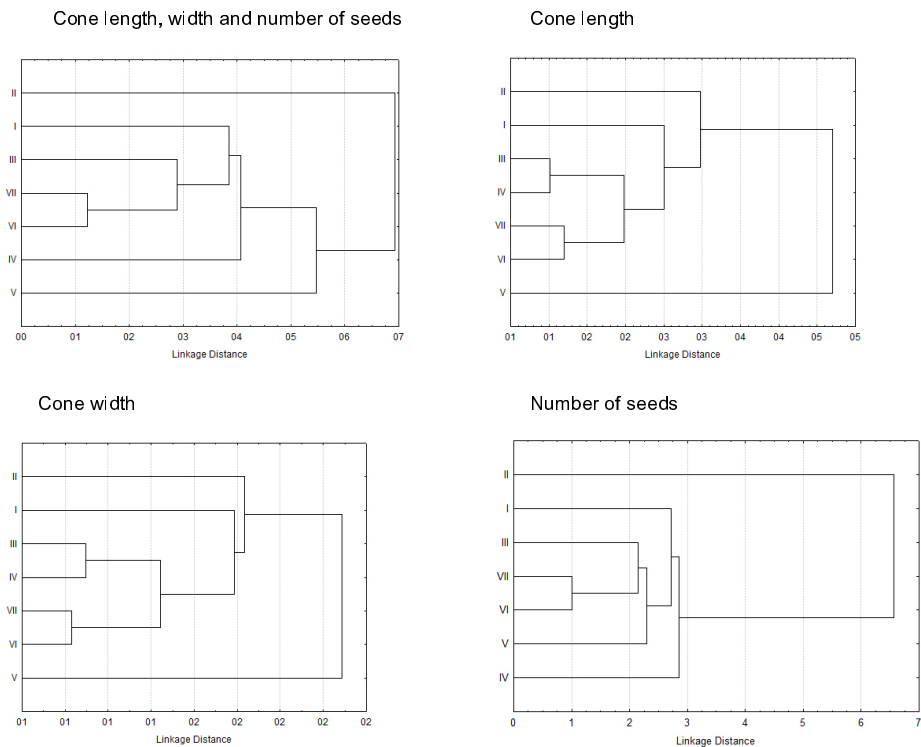 Cone length, width and number of seeds
II
I
III
VII
VI
IV
V
00 01 02 03 04 05 06 07
Linkage Distance
Cone length
II
I
III
IV
VII
VI
V
01 01 02 02 03 03 04 04 05 05
Linkage Distance
Cone width
II
I
III
IV
VII
VI
V
01 01 01 01 02 02 02 02 02
Linkage Distance
Number of seeds
II
I
III
VII
VI
V
IV
0 1 2 3 4 5 6 7
Linkage Distance